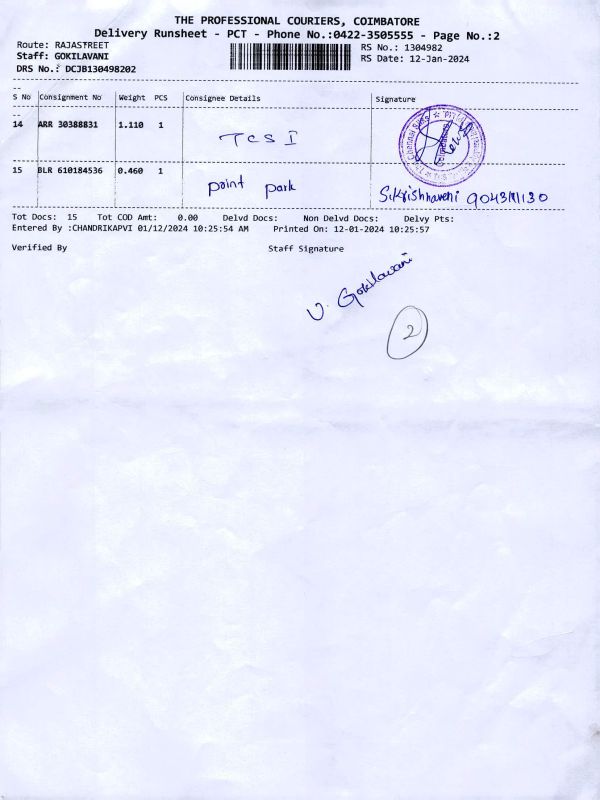 THE PROFESSIONAL COURIERS, COIMBATORE
Delivery Runsheet - PCT - Phone No.:0422-3505555 - Page No.:2
Route: RAJASTREET
Staff: GOKILAVANI
DRS No.: DCJB130498202
RS No.: 1304982
RS Date: 12-Jan-2024
S No Consignment No Weight PCS Consignee Details Signature
14 ARR 30388831 1.110 1 TCS I
15 BLR 610184536 0.460 1 point park S.Krishnaveni
Tot Docs: 15 Tot COD Amt: 0.00 Delvd Docs: Non Delvd Docs: Delvy Pts:
Entered By :CHANDRIKAPVI 01/12/2024 10:25:54 AM Printed On: 12-01-2024 10:25:57
Verified By Staff Signature
V. Gokilavani
2